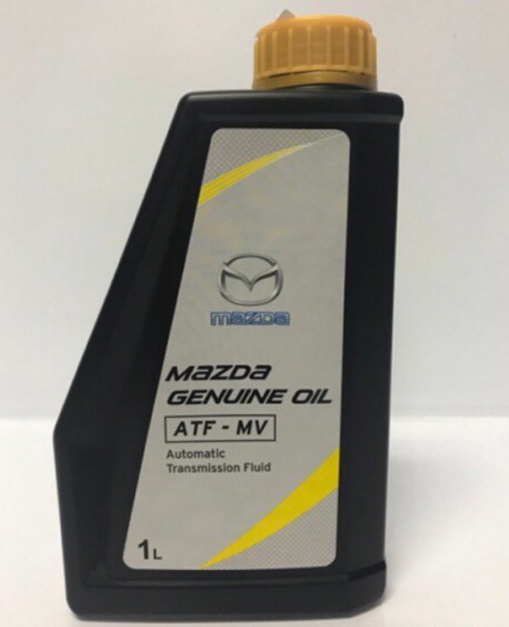 mazda
mazda
GENUINE OIL
ATF - MV
Automatic
Transmission Fluid
1L